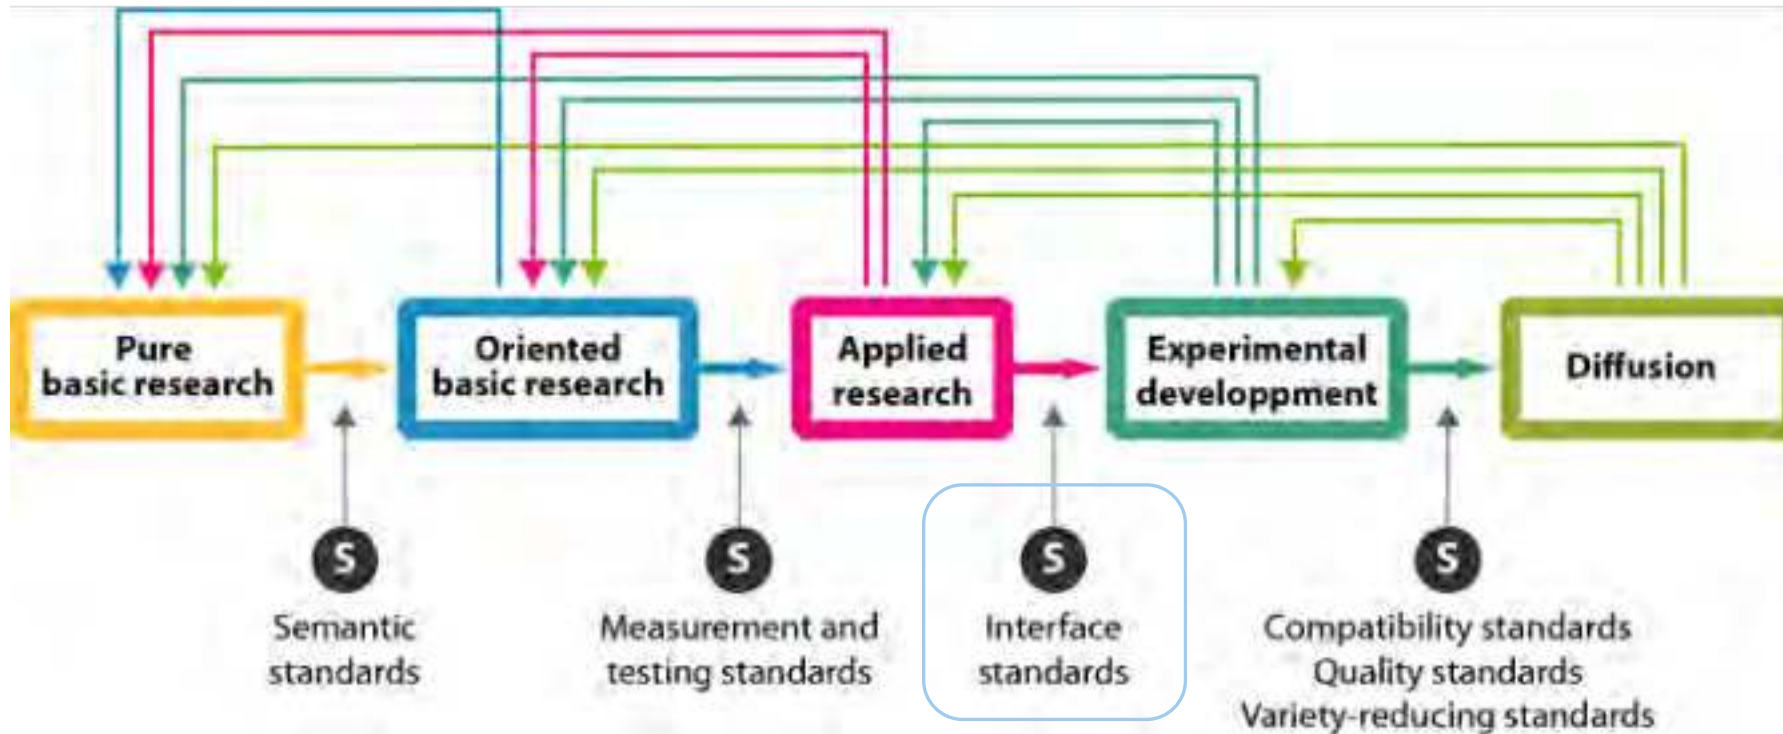 Pure
basic research
Oriented
basic research
Applied
research
Experimental
developpment
Diffusion
S
Semantic
standards
S
Measurement and
testing standards
S
Interface
standards
S
Compatibility standards
Quality standards
Variety-reducing standards